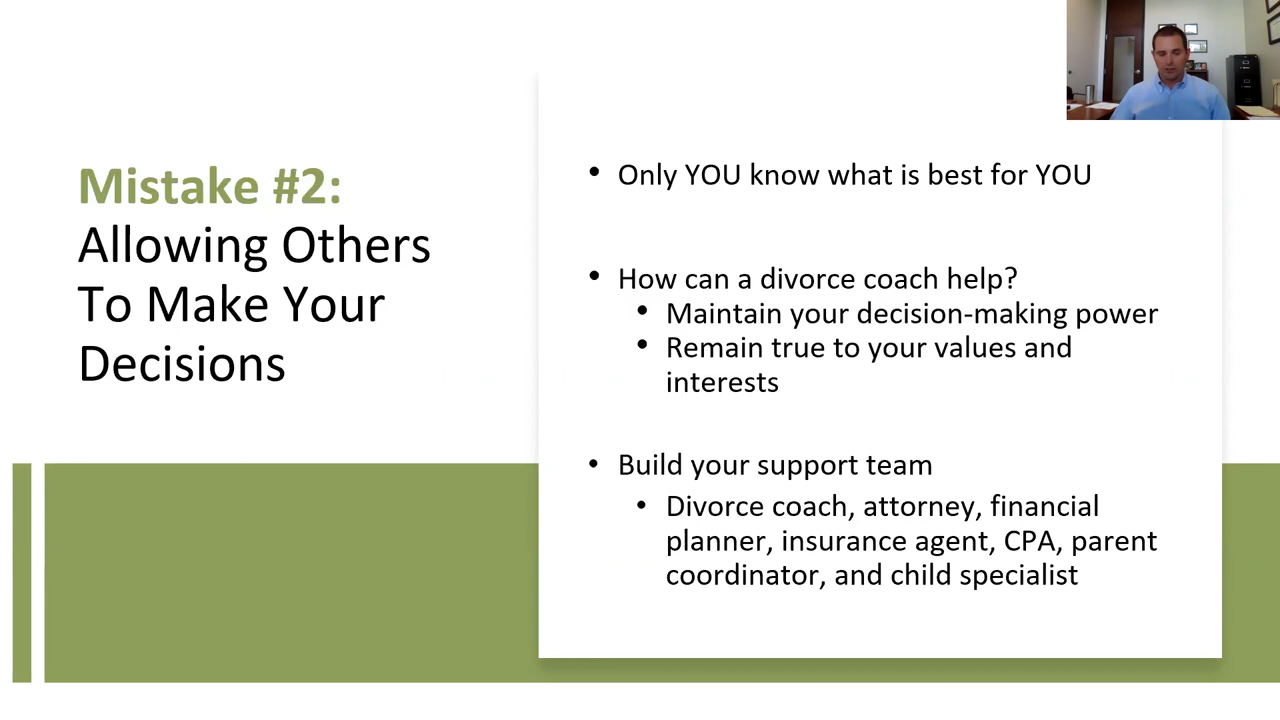 Mistake #2:
Allowing Others
To Make Your
Decisions
• Only YOU know what is best for YOU
• How can a divorce coach help?
• Maintain your decision-making power
• Remain true to your values and
interests
• Build your support team
• Divorce coach, attorney, financial
planner, insurance agent, CPA, parent
coordinator, and child specialist